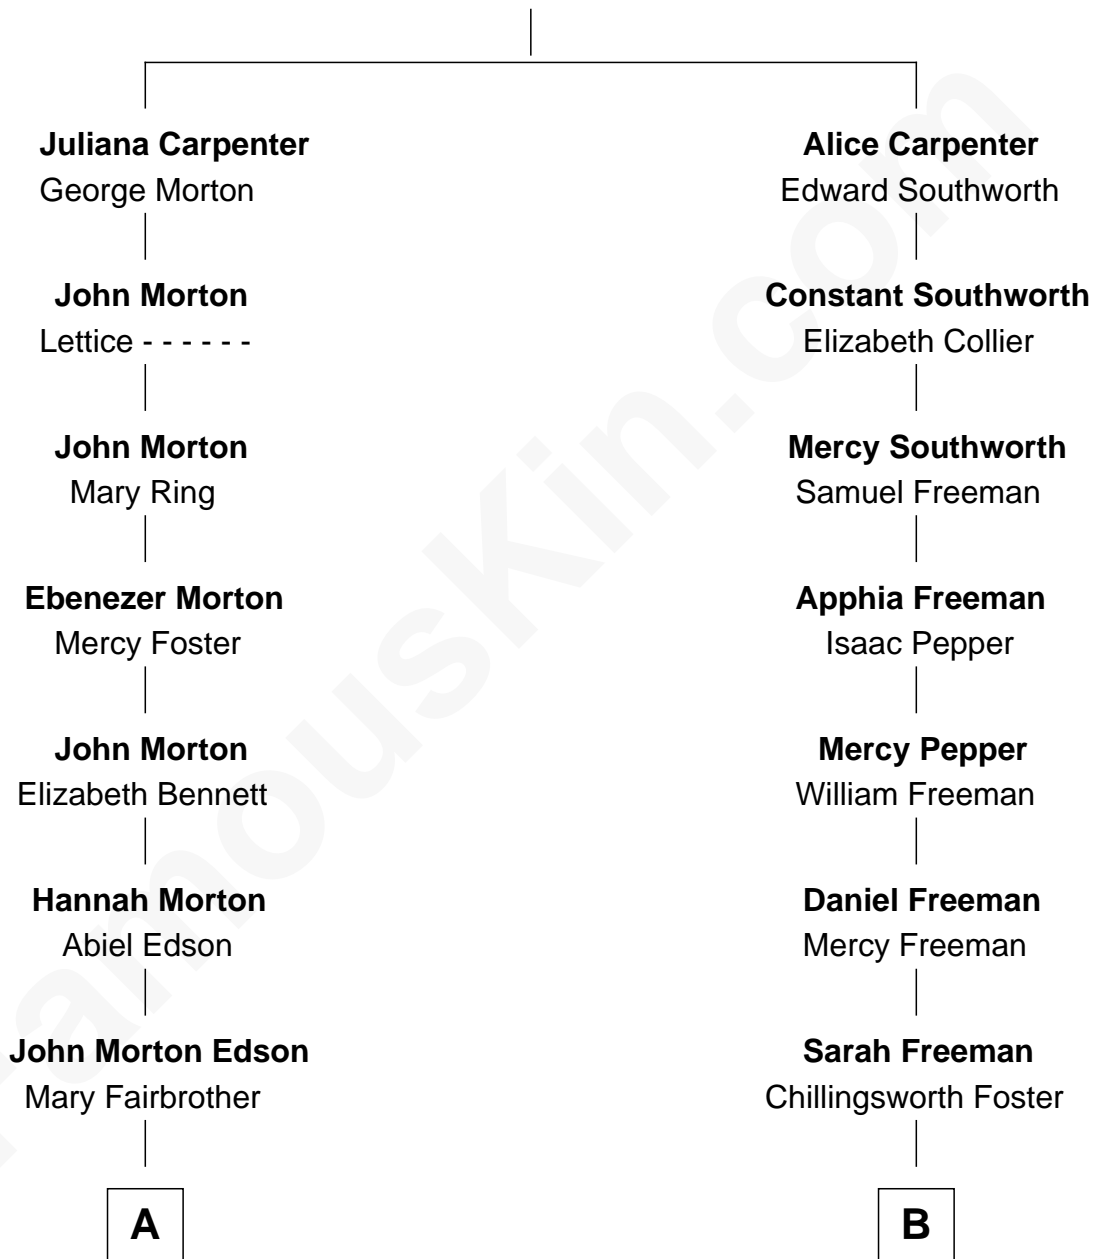 Juliana Carpenter
George Morton
John Morton
Lettice - - - - - -
John Morton
Mary Ring
Ebenezer Morton
Mercy Foster
John Morton
Elizabeth Bennett
Hannah Morton
Abiel Edson
John Morton Edson
Mary Fairbrother
A
Alice Carpenter
Edward Southworth
Constant Southworth
Elizabeth Collier
Mercy Southworth
Samuel Freeman
Apphia Freeman
Isaac Pepper
Mercy Pepper
William Freeman
Daniel Freeman
Mercy Freeman
Sarah Freeman
Chillingsworth Foster
B
FamousKin.com